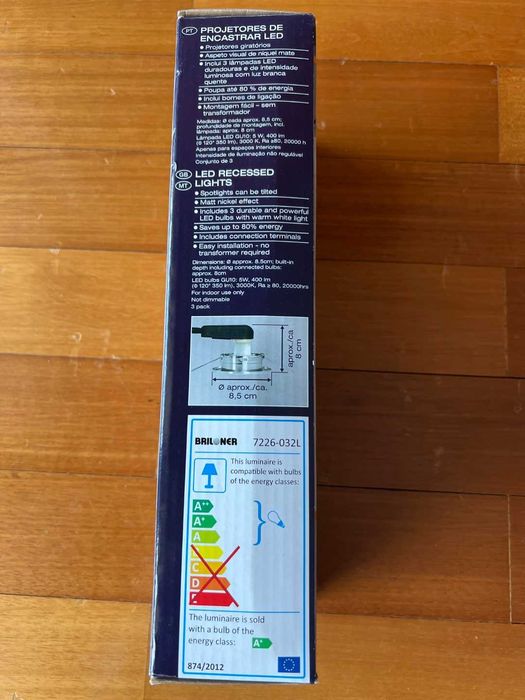 PT PROJETORES DE
ENCASTRAR LED
• Projetores giratórios
• Aspeto visual de níquel mate
• Inclui 3 lâmpadas LED
duradouras e de intensidade
luminosa com luz branca
quente
• Poupa até 80 % de energia
• Inclui bornes de ligação
• Montagem fácil – sem
transformador
Medidas: Ø cada aprox. 8,5 cm;
profundidade de montagem, incl.
lâmpada: aprox. 8 cm
Lâmpada LED GU10: 5W, 400 lm
(Θ 120° 350 lm), 3000 K, Ra ≥80, 20000 h
Apenas para espaços interiores
Intensidade de iluminação não regulável
Conjunto de 3
GB LED RECESSED
MT LIGHTS
• Spotlights can be tilted
• Matt nickel effect
• Includes 3 durable and powerful
LED bulbs with warm white light
• Saves up to 80% energy
• Includes connection terminals
• Easy installation - no
transformer required
Dimensions: Ø approx. 8.5cm; built-in
depth including connected bulbs:
approx. 8cm
LED bulbs GU10: 5W, 400 lm
(Θ 120° 350 lm), 3000K, Ra ≥ 80, 20000hrs
For indoor use only
Not dimmable
3 pack
aprox./ca
8 cm
Ø aprox./ca.
8,5 cm
BRILONER 7226-032L
This luminaire is
compatible with bulbs
of the energy classes:
A++
A+
A
C
D
The luminaire is sold
with a bulb of the
energy class: A+
874/2012